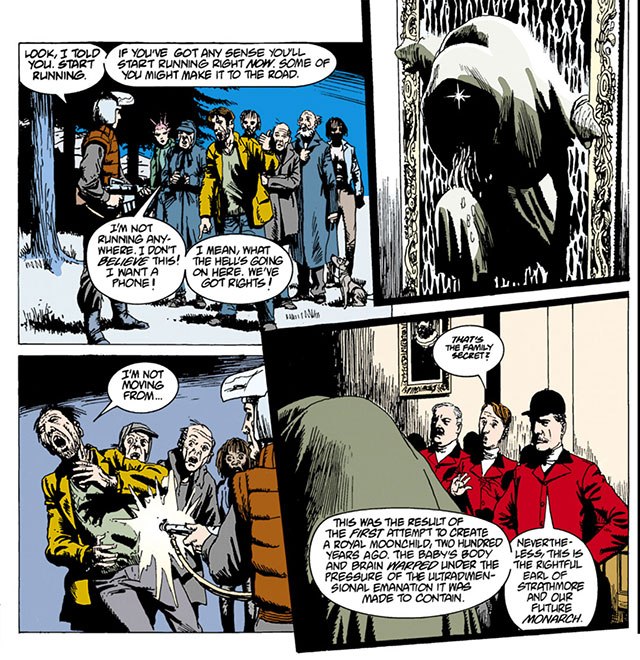 LOOK, I TOLD
YOU. START
RUNNING.
IF YOU'VE GOT ANY SENSE YOU'LL
START RUNNING RIGHT NOW. SOME OF
YOU MIGHT MAKE IT TO THE ROAD.
I'M NOT
RUNNING ANY-
WHERE. I DON'T
BELIEVE THIS!
I WANT A
PHONE!
I MEAN, WHAT
THE HELL'S GOING
ON HERE. WE'VE
GOT RIGHTS!
I'M NOT
MOVING
FROM...
THAT'S
THE FAMILY
SECRET?
THIS WAS THE RESULT OF
THE FIRST ATTEMPT TO CREATE
A ROYAL MOONCHILD, TWO HUNDRED
YEARS AGO. THE BABY'S BODY
AND BRAIN WARPED UNDER THE
PRESSURE OF THE ULTRADIMEN-
SIONAL EMANATION IT WAS
MADE TO CONTAIN.
NEVERTHE-
LESS, THIS IS
THE RIGHTFUL
EARL OF
STRATHMORE
AND OUR
FUTURE
MONARCH.